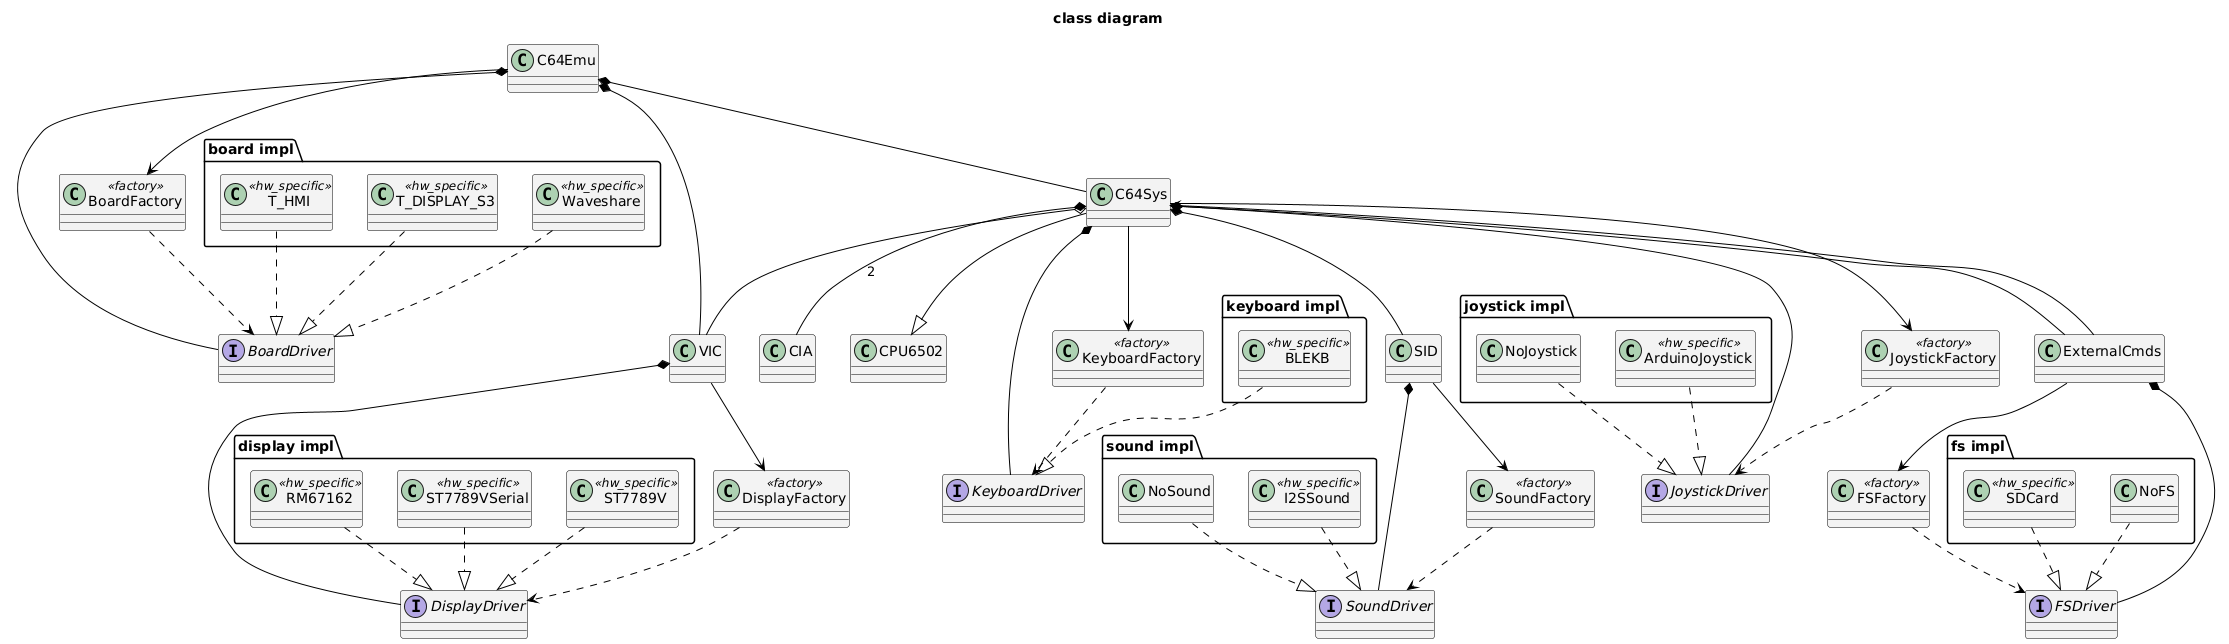 class diagram
C C64Emu
board impl
C «factory»
BoardFactory
C «hw_specific»
T_HMI
C «hw_specific»
T_DISPLAY_S3
C «hw_specific»
Waveshare
C C64Sys
2
keyboard impl
joystick impl
I BoardDriver
C VIC
C CIA
C CPU6502
C «factory»
KeyboardFactory
C «hw_specific»
BLEKB
C SID
C NoJoystick
C «hw_specific»
ArduinoJoystick
C «factory»
JoystickFactory
C ExternalCmds
display impl
sound impl
fs impl
C «hw_specific»
RM67162
C «hw_specific»
ST7789VSerial
C «hw_specific»
ST7789V
C «factory»
DisplayFactory
I KeyboardDriver
C NoSound
C «hw_specific»
I2SSound
C «factory»
SoundFactory
I JoystickDriver
C «factory»
FSFactory
C «hw_specific»
SDCard
C NoFS
I DisplayDriver
I SoundDriver
I FSDriver